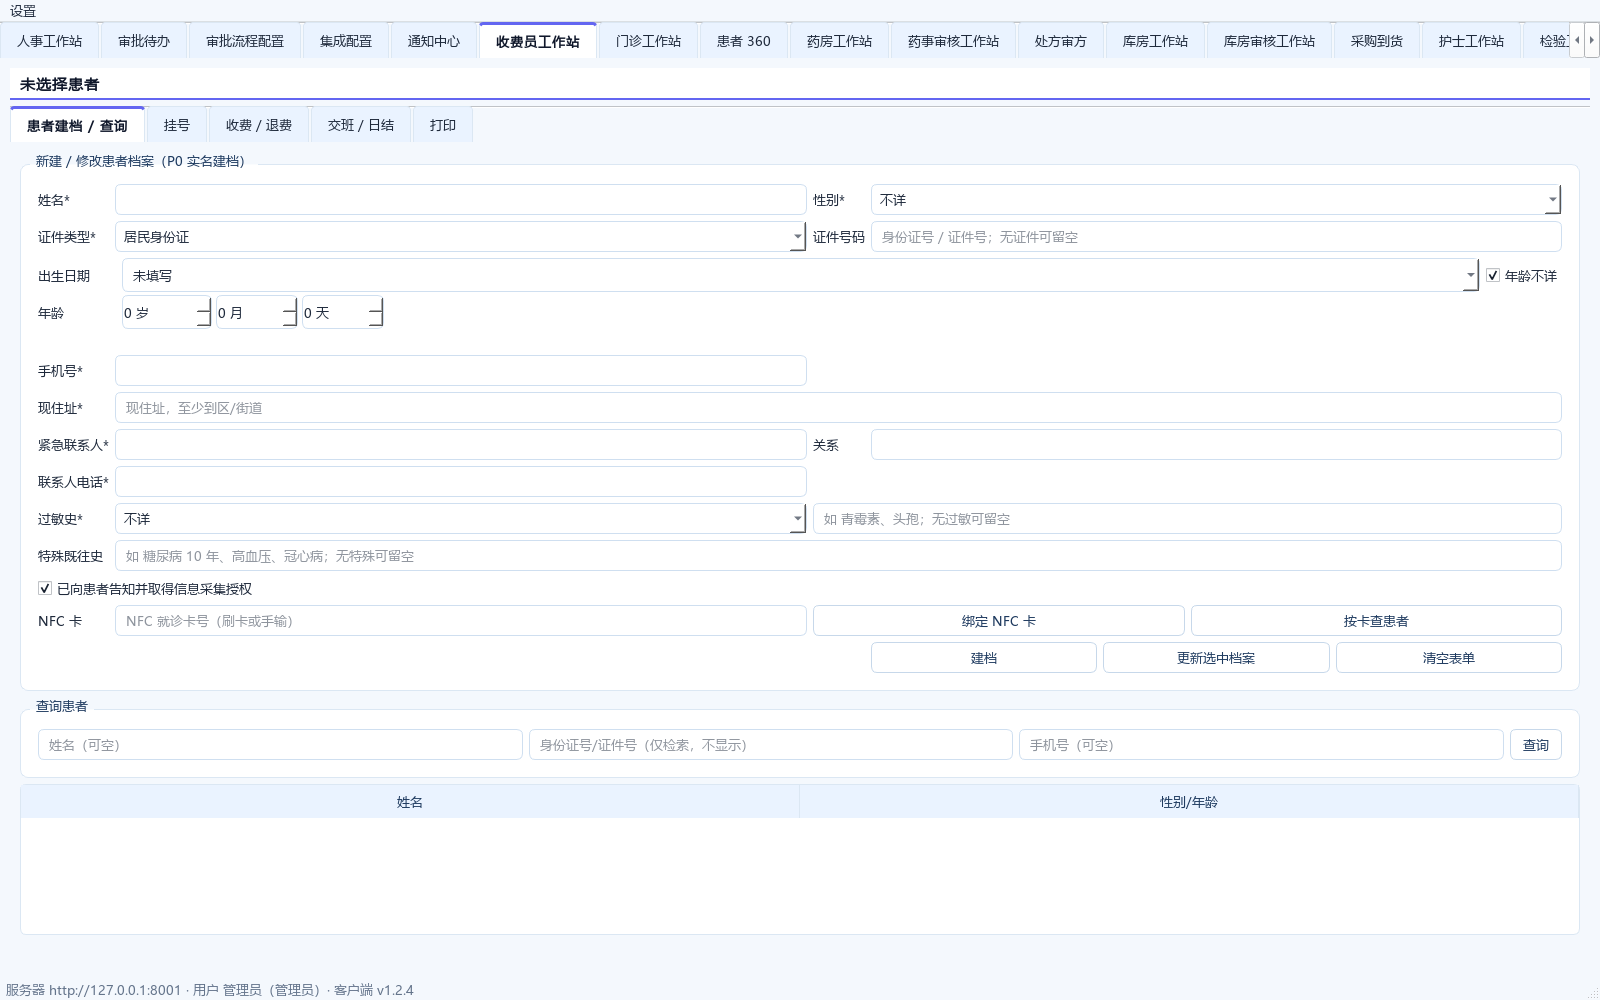 设置
人事工作站 审批待办 审批流程配置 集成配置 通知中心 收费员工作站 门诊工作站 患者 360 药房工作站 药事审核工作站 处方审方 库房工作站 库房审核工作站 采购到货 护士工作站 检验
未选择患者
患者建档 / 查询 挂号 收费 / 退费 交班 / 日结 打印
新建 / 修改患者档案（P0 实名建档）
姓名* 性别* 不详
证件类型* 居民身份证 证件号码 身份证号 / 证件号；无证件可留空
出生日期 未填写 年龄不详
年龄 0 岁 0 月 0 天
手机号*
现住址* 现住址，至少到区/街道
紧急联系人* 关系
联系人电话*
过敏史* 不详 如 青霉素、头孢；无过敏可留空
特殊既往史 如 糖尿病 10 年、高血压、冠心病；无特殊可留空
已向患者告知并取得信息采集授权
NFC 卡 NFC 就诊卡号（刷卡或手输） 绑定 NFC 卡 按卡查患者
建档 更新选中档案 清空表单
查询患者
姓名（可空） 身份证号/证件号（仅检索，不显示） 手机号（可空） 查询
姓名 性别/年龄
服务器 http://127.0.0.1:8001 · 用户 管理员（管理员）· 客户端 v1.2.4